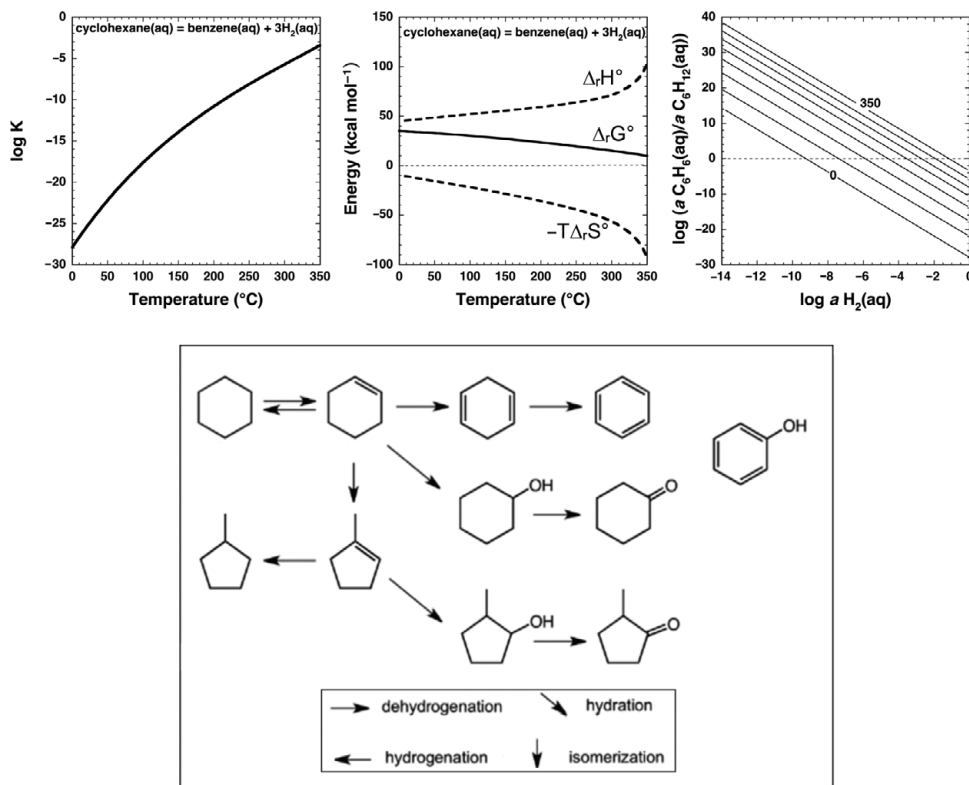 cyclohexane(aq) = benzene(aq) + 3H₂(aq)
log K
0
−5
−10
−15
−20
−25
−30
0 50 100 150 200 250 300 350
Temperature (°C)
cyclohexane(aq) = benzene(aq) + 3H₂(aq)
Energy (kcal mol⁻¹)
150
100
50
0
−50
−100
ΔᵣH°
ΔᵣG°
−TΔᵣS°
0 50 100 150 200 250 300 350
Temperature (°C)
log (a C₆H₆(aq)/a C₆H₁₂(aq))
40
30
20
10
0
−10
−20
−30
350
0
−14 −12 −10 −8 −6 −4 −2 0
log a H₂(aq)
OH
OH
O
OH
O
dehydrogenation
hydration
hydrogenation
isomerization